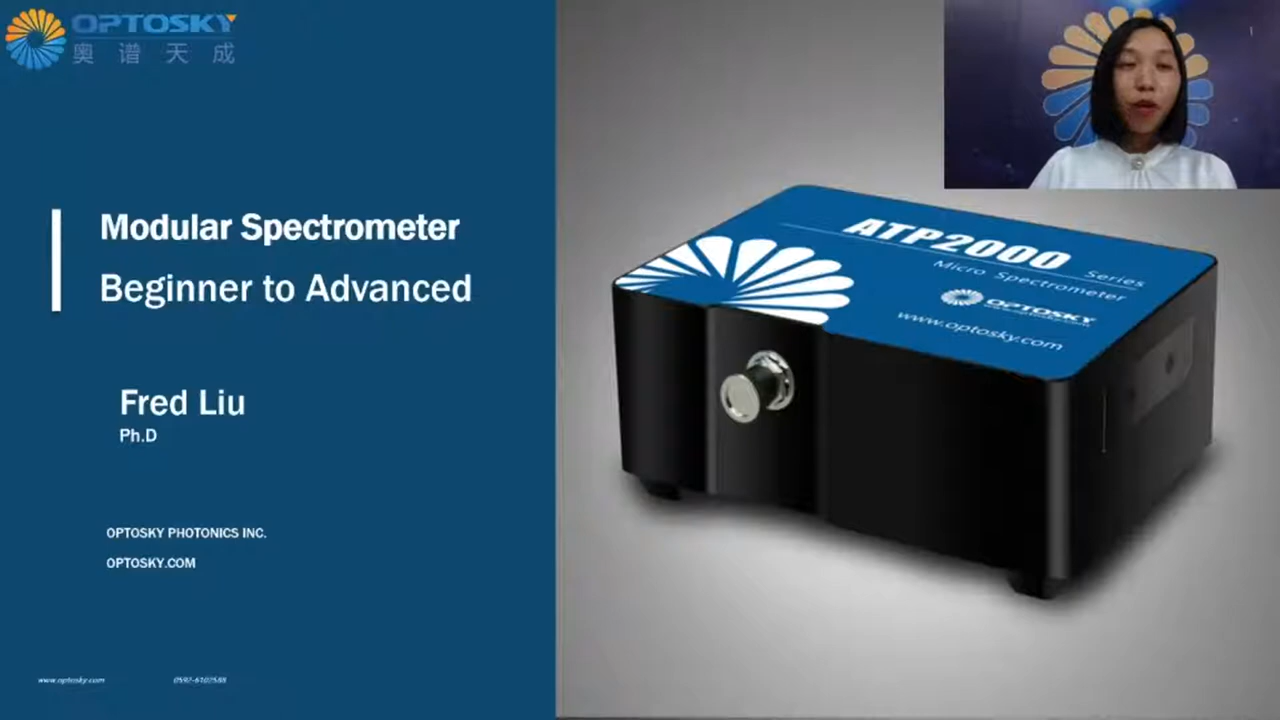 OPTOSKY
奥谱天成
Modular Spectrometer
Beginner to Advanced
Fred Liu
Ph.D
OPTOSKY PHOTONICS INC.
OPTOSKY.COM
www.optosky.com
0592-6102588
ATP2000 Series
Micro Spectrometer
OPTOSKY
www.optosky.com